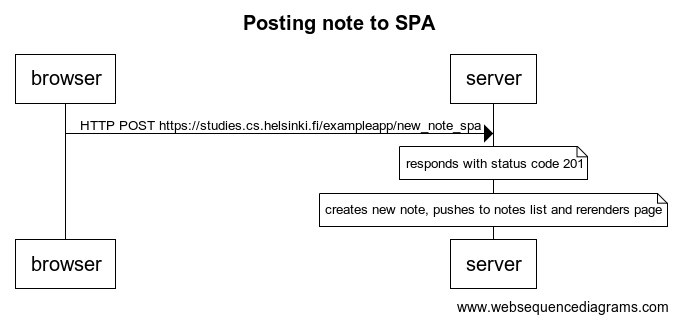 Posting note to SPA
browser
server
HTTP POST https://studies.cs.helsinki.fi/exampleapp/new_note_spa
responds with status code 201
creates new note, pushes to notes list and rerenders page
browser
server
www.websequencediagrams.com